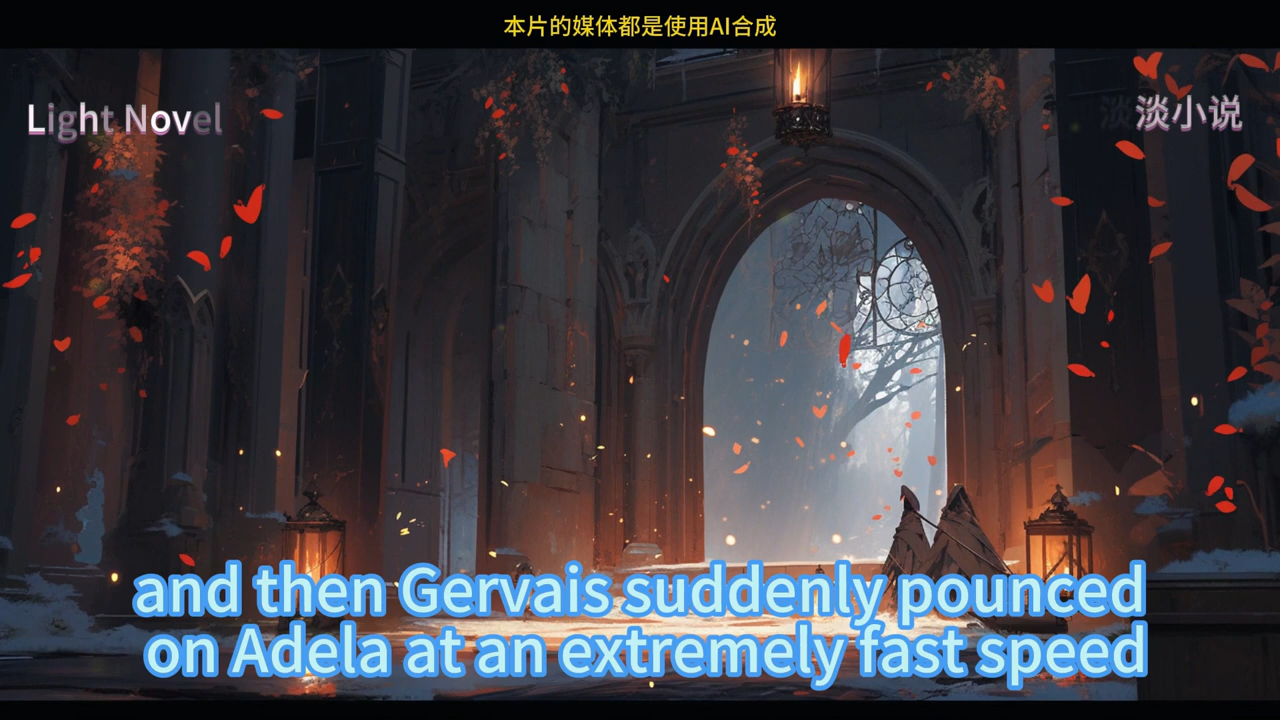 本片的媒体都是使用AI合成
Light Novel
淡淡小说
and then Gervais suddenly pounced
on Adela at an extremely fast speed